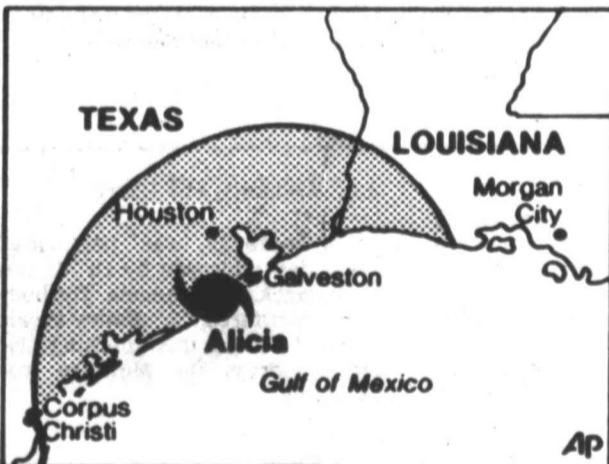 TEXAS
LOUISIANA
Morgan
City
Houston
Galveston
Alicia
Gulf of Mexico
Corpus
Christi
AP